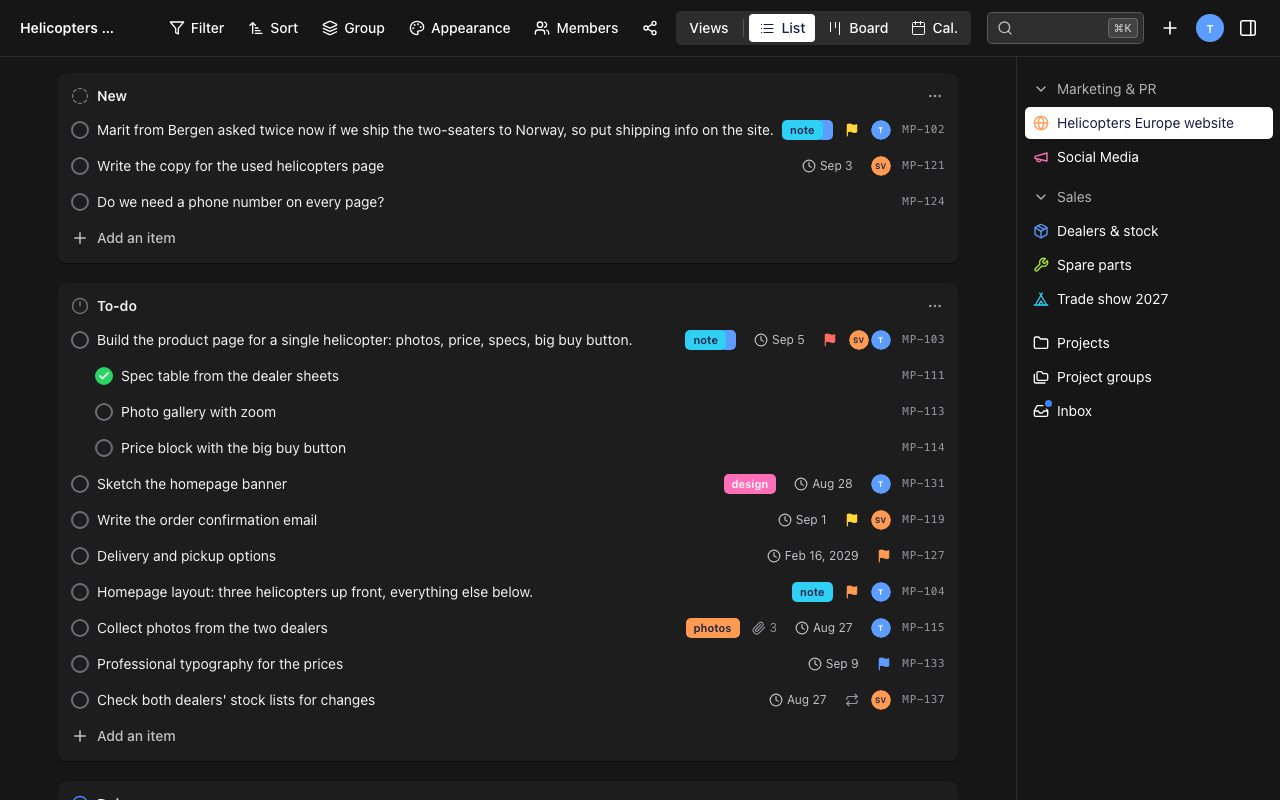 Helicopters ...
Filter
Sort
Group
Appearance
Members
Views
List
Board
Cal.
⌘K
T
New
Marit from Bergen asked twice now if we ship the two-seaters to Norway, so put shipping info on the site. note T MP-102
Write the copy for the used helicopters page Sep 3 SV MP-121
Do we need a phone number on every page? MP-124
Add an item
To-do
Build the product page for a single helicopter: photos, price, specs, big buy button. note Sep 5 SV T MP-103
Spec table from the dealer sheets MP-111
Photo gallery with zoom MP-113
Price block with the big buy button MP-114
Sketch the homepage banner design Aug 28 T MP-131
Write the order confirmation email Sep 1 SV MP-119
Delivery and pickup options Feb 16, 2029 MP-127
Homepage layout: three helicopters up front, everything else below. note T MP-104
Collect photos from the two dealers photos 3 Aug 27 T MP-115
Professional typography for the prices Sep 9 MP-133
Check both dealers' stock lists for changes Aug 27 SV MP-137
Add an item
Marketing & PR
Helicopters Europe website
Social Media
Sales
Dealers & stock
Spare parts
Trade show 2027
Projects
Project groups
Inbox